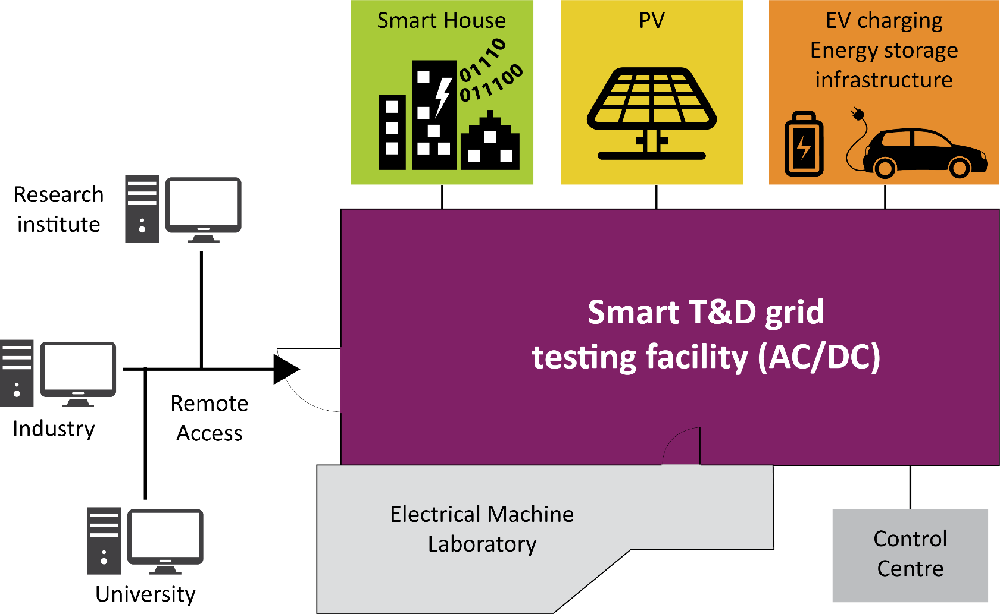 Smart House
01110
011100
PV
EV charging
Energy storage
infrastructure
Research
institute
Smart T&D grid
testing facility (AC/DC)
Remote
Access
Industry
Electrical Machine
Laboratory
Control
Centre
University